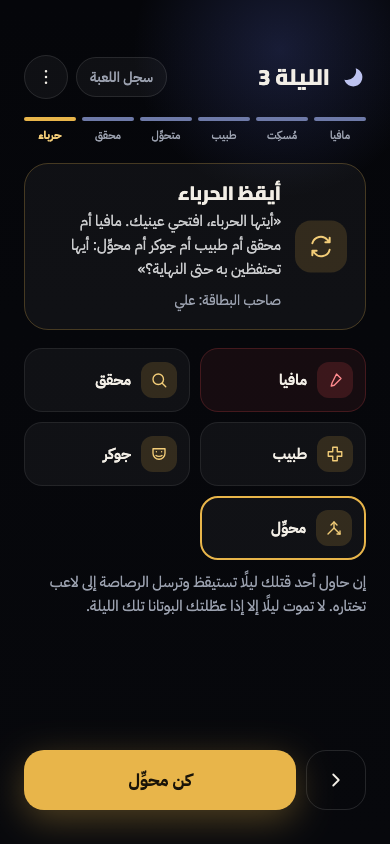 الليلة 3
سجل اللعبة
مافيا
مُسكِت
طبيب
متحوِّل
محقق
حرباء
أيقظ الحرباء
«أيتها الحرباء، افتحي عينيك. مافيا أم
محقق أم طبيب أم جوكر أم محوِّل: أيها
تحتفظين به حتى النهاية؟»
صاحب البطاقة: علي
مافيا
محقق
طبيب
جوكر
محوِّل
إن حاول أحد قتلك ليلًا تستيقظ وترسل الرصاصة إلى لاعب
تختاره. لا تموت ليلًا إلا إذا عطّلتك البوتانا تلك الليلة.
كن محوِّل